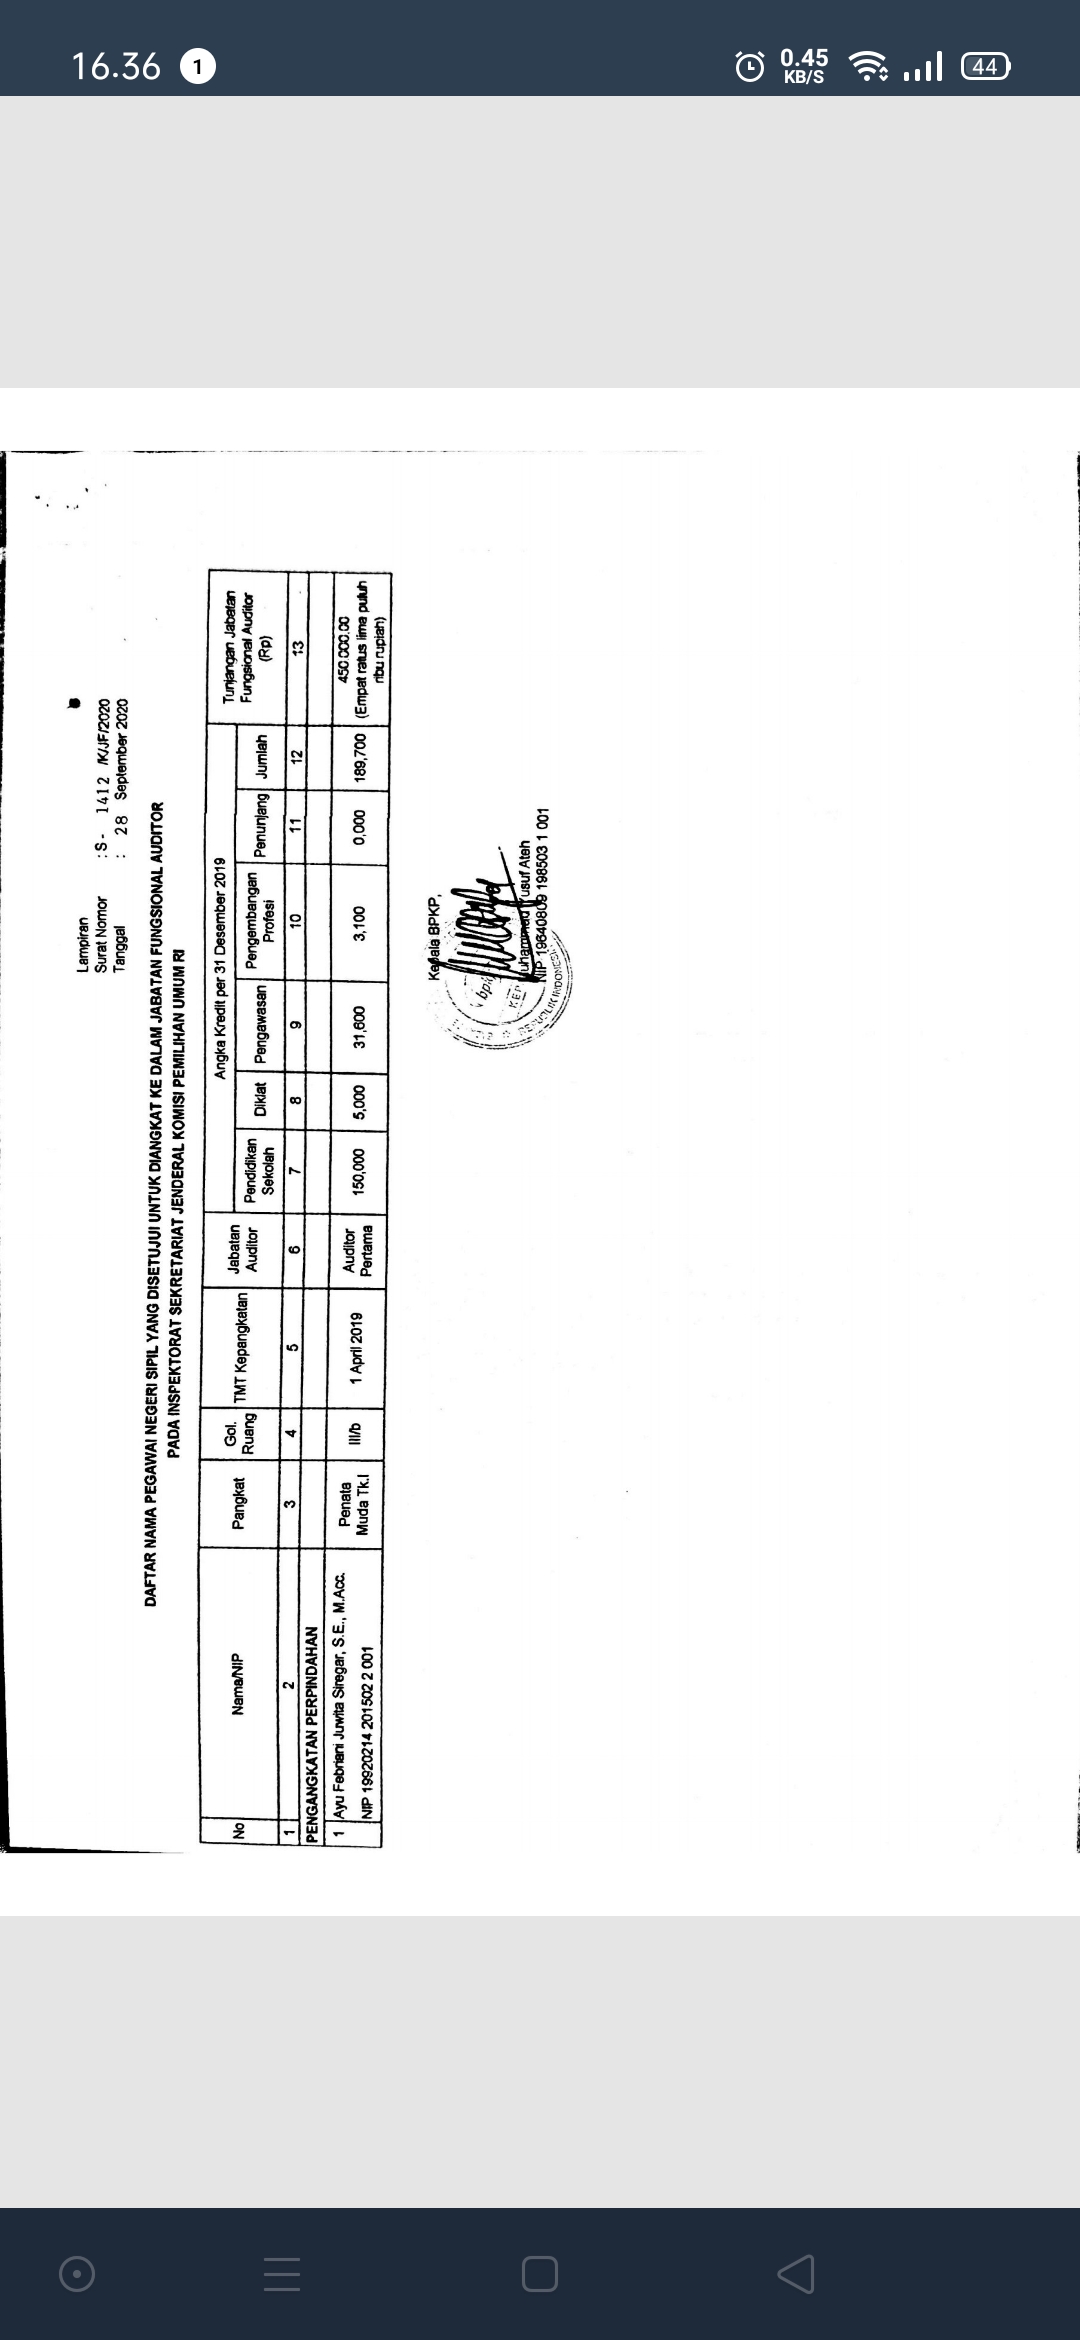 16.36 1 0.45 KB/S 44
Lampiran
Surat Nomor :S- 1412 /K/JF/2020
Tanggal : 28 September 2020
DAFTAR NAMA PEGAWAI NEGERI SIPIL YANG DISETUJUI UNTUK DIANGKAT KE DALAM JABATAN FUNGSIONAL AUDITOR
PADA INSPEKTORAT SEKRETARIAT JENDERAL KOMISI PEMILIHAN UMUM RI
No Nama/NIP Pangkat Gol. Ruang TMT Kepangkatan Jabatan Auditor Angka Kredit per 31 Desember 2019 Tunjangan Jabatan Fungsional Auditor (Rp)
Pendidikan Sekolah Diklat Pengawasan Pengembangan Profesi Penunjang Jumlah
1 2 3 4 5 6 7 8 9 10 11 12 13
PENGANGKATAN PERPINDAHAN
1 Ayu Febriani Juwita Siregar, S.E., M.Acc. Penata Auditor 450.000.00
NIP 19920214 201502 2 001 Muda Tk.I III/b 1 April 2019 Pertama 150,000 5,000 31,600 3,100 0,000 189,700 (Empat ratus lima puluh
ribu rupiah)
Kepala BPKP,
bpkp
KEP
Muhammad Yusuf Ateh
NIP 19640809 198503 1 001
REPUBLIK INDONESIA